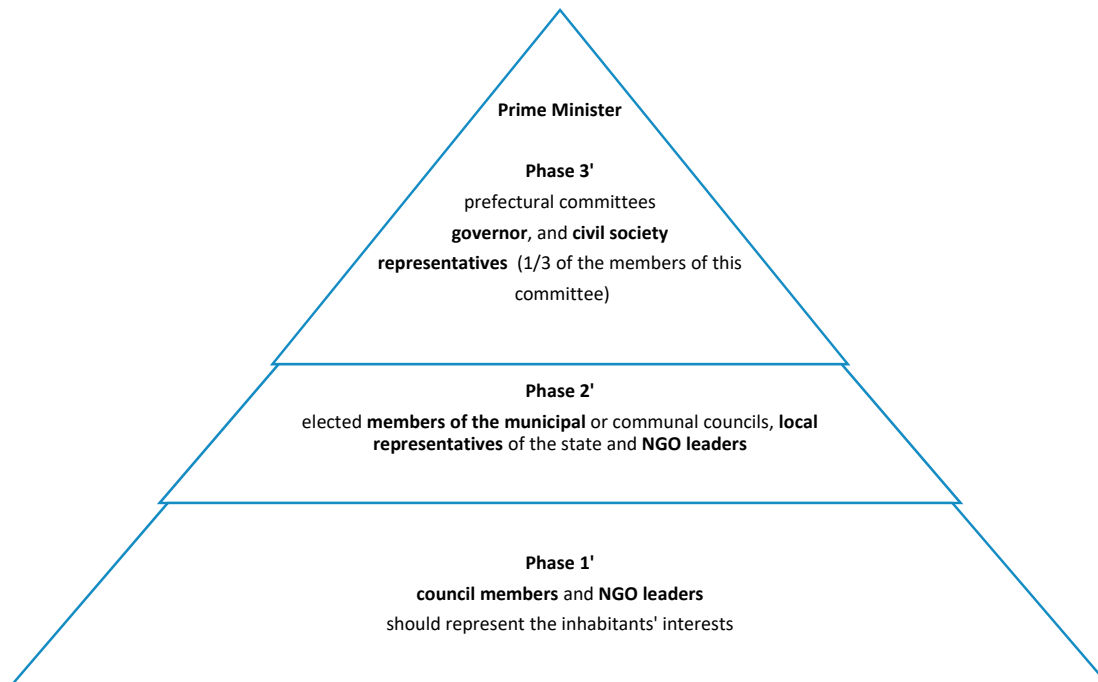 Prime Minister
Phase 3'
prefectural committees
governor, and civil society
representatives (1/3 of the members of this
committee)
Phase 2'
elected members of the municipal or communal councils, local
representatives of the state and NGO leaders
Phase 1'
council members and NGO leaders
should represent the inhabitants' interests